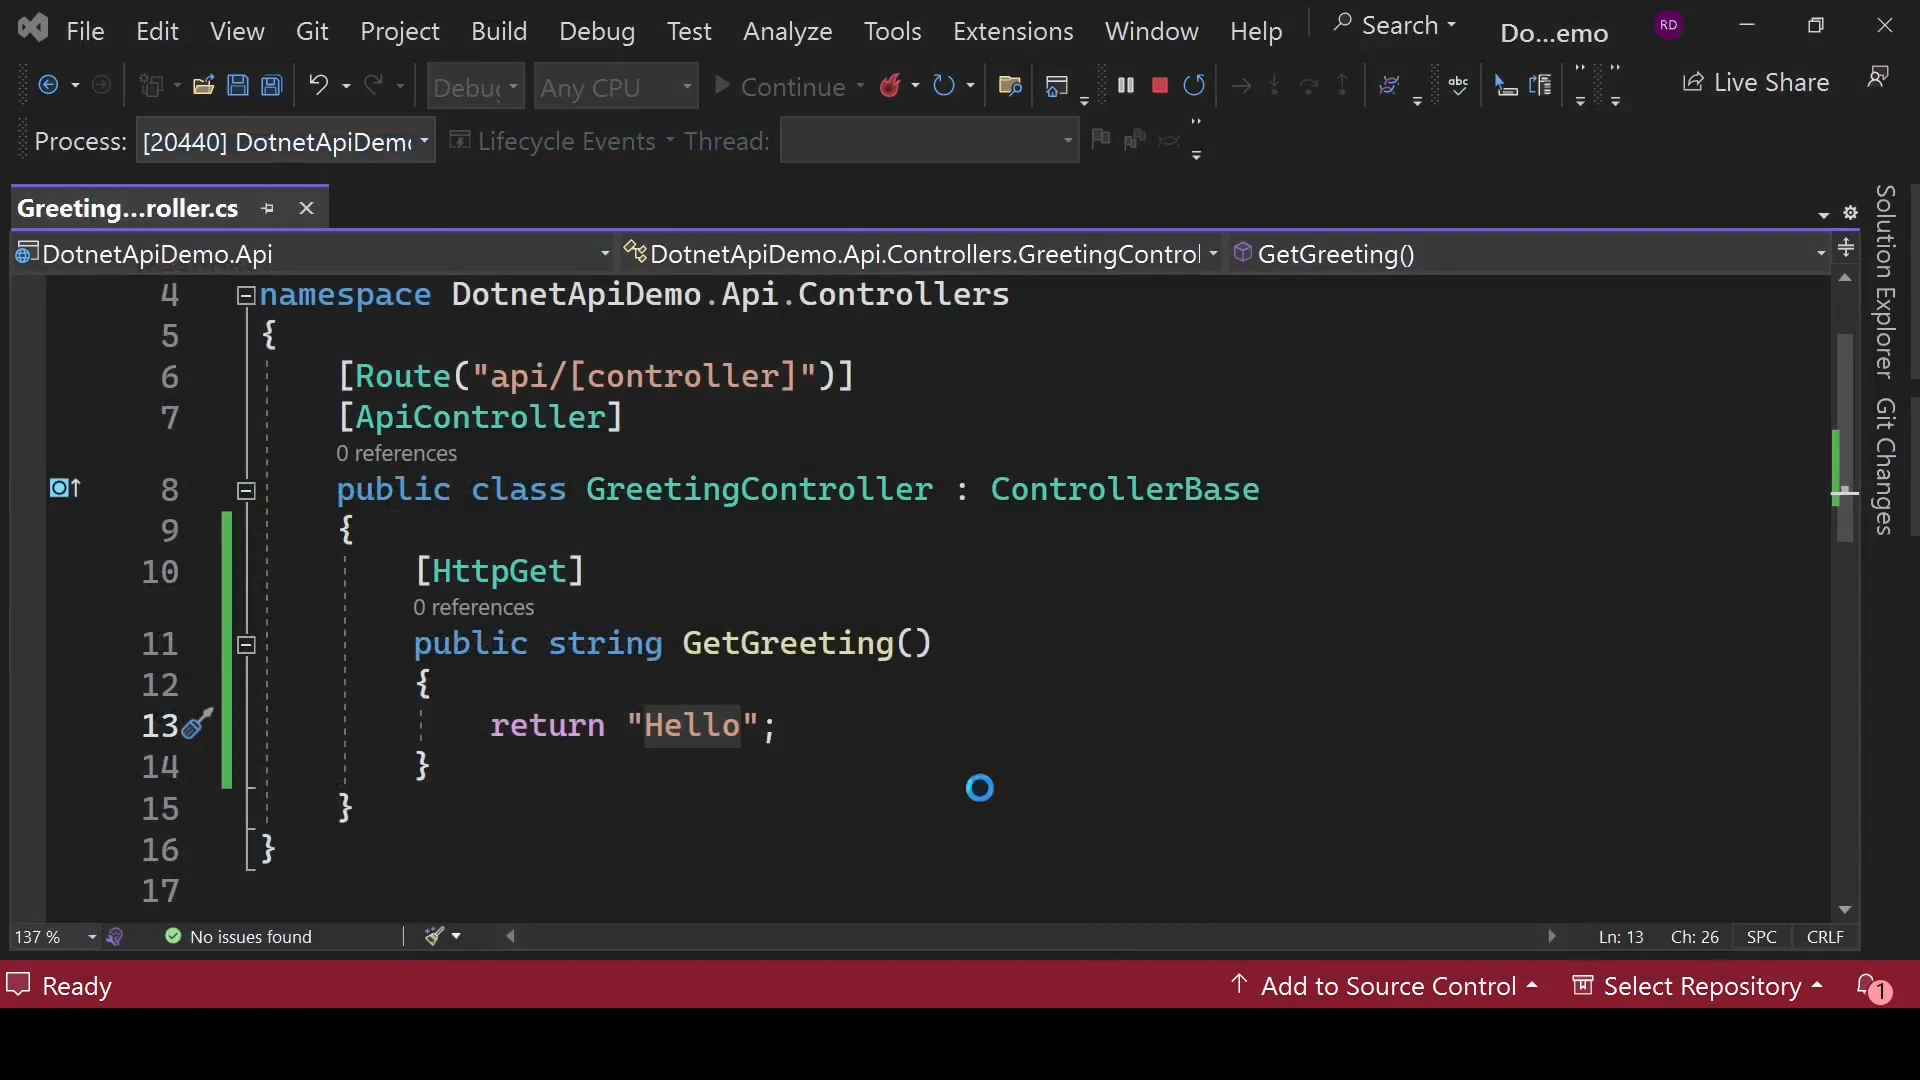 File Edit View Git Project Build Debug Test Analyze Tools Extensions Window Help Search Do...emo RD
Debug Any CPU Continue abc Live Share
Process: [20440] DotnetApiDem Lifecycle Events Thread:
Greeting...roller.cs
DotnetApiDemo.Api DotnetApiDemo.Api.Controllers.GreetingControl GetGreeting()
4 namespace DotnetApiDemo.Api.Controllers
5 {
6 [Route("api/[controller]")]
7 [ApiController]
0 references
8 public class GreetingController : ControllerBase
9 {
10 [HttpGet]
0 references
11 public string GetGreeting()
12 {
13 return "Hello";
14 }
15 }
16 }
17
Solution Explorer
Git Changes
137 % No issues found Ln: 13 Ch: 26 SPC CRLF
Ready Add to Source Control Select Repository 1